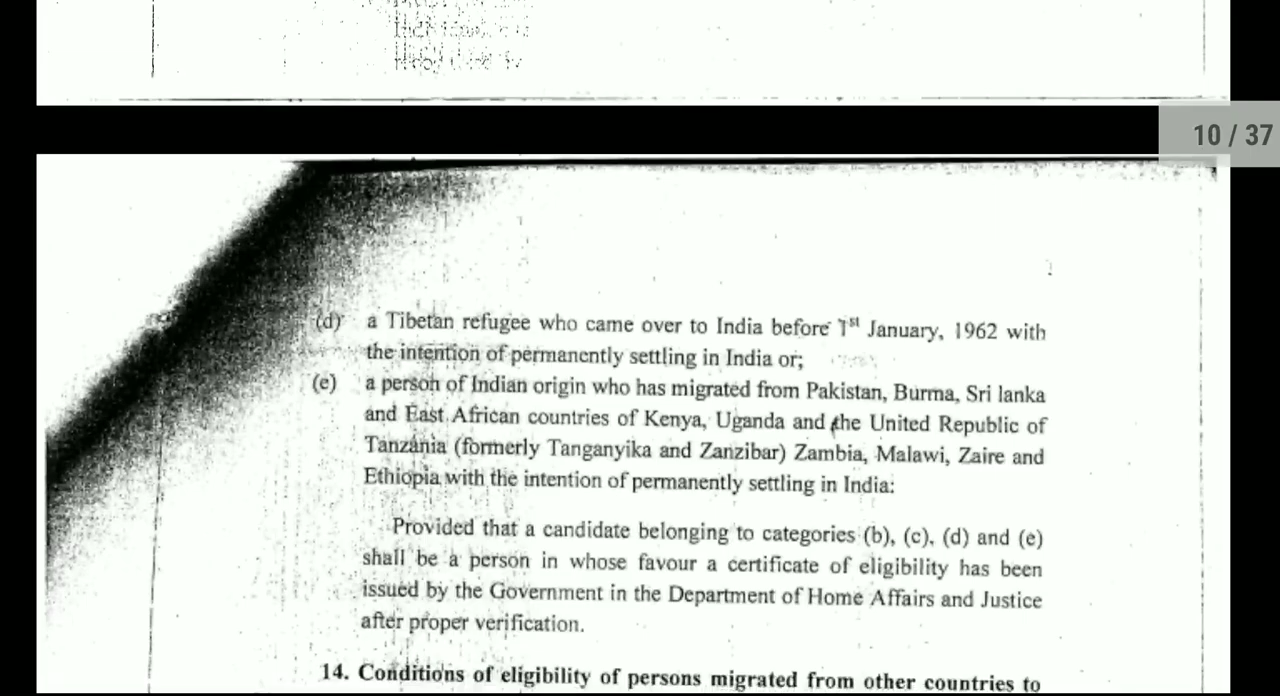 10 / 37
(d) a Tibetan refugee who came over to India before 1st January, 1962 with
the intention of permanently settling in India or;
(e) a person of Indian origin who has migrated from Pakistan, Burma, Sri lanka
and East African countries of Kenya, Uganda and the United Republic of
Tanzania (formerly Tanganyika and Zanzibar) Zambia, Malawi, Zaire and
Ethiopia with the intention of permanently settling in India:
Provided that a candidate belonging to categories (b), (c), (d) and (e)
shall be a person in whose favour a certificate of eligibility has been
issued by the Government in the Department of Home Affairs and Justice
after proper verification.
14. Conditions of eligibility of persons migrated from other countries to